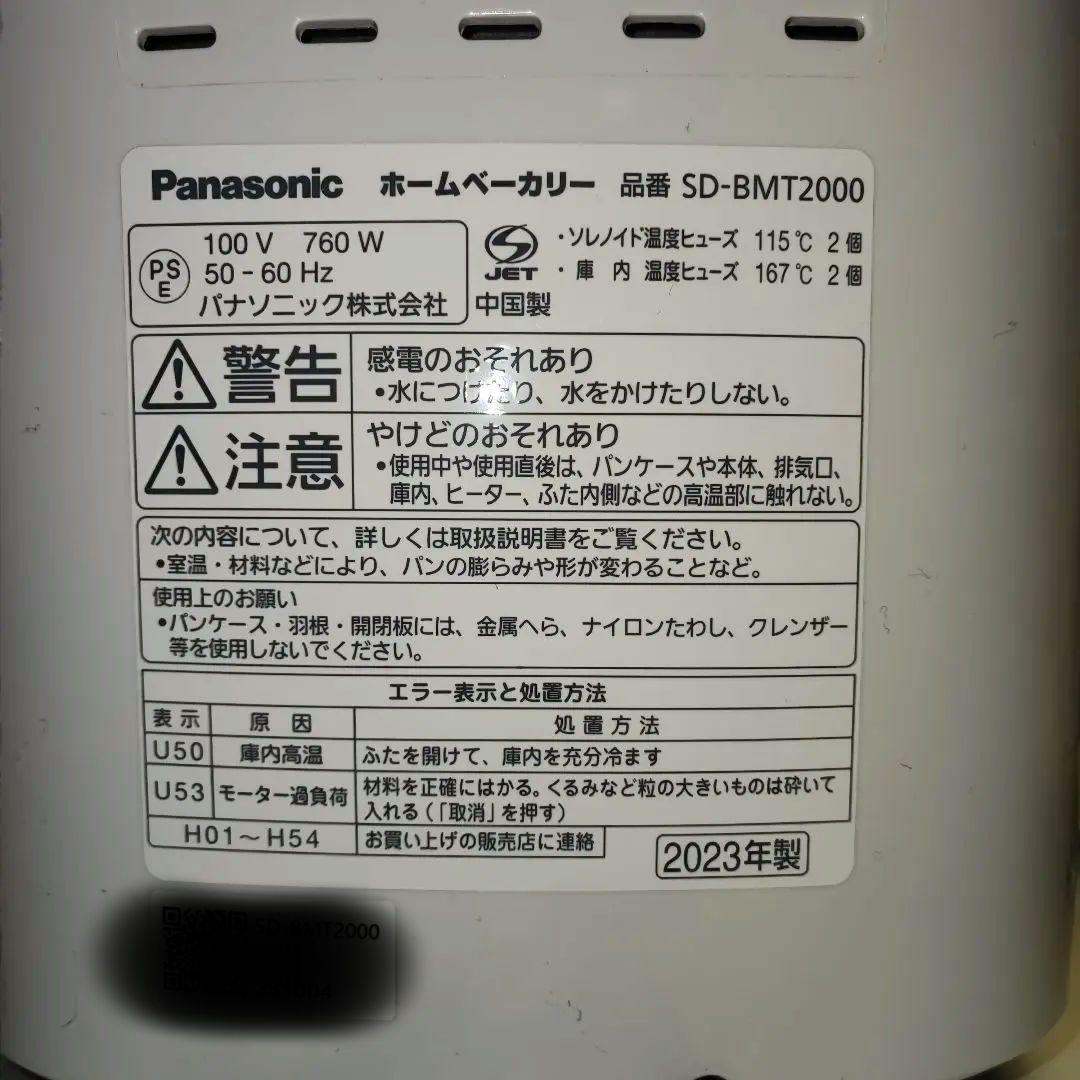 Panasonic ホームベーカリー 品番 SD-BMT2000
PS
E
100 V 760 W
50 - 60 Hz
パナソニック株式会社
JET
中国製
・ソレノイド温度ヒューズ 115℃ 2個
・庫内 温度ヒューズ 167℃ 2個
警告
感電のおそれあり
•水につけたり、水をかけたりしない。
注意
やけどのおそれあり
•使用中や使用直後は、パンケースや本体、排気口、
庫内、ヒーター、ふた内側などの高温部に触れない。
次の内容について、詳しくは取扱説明書をご覧ください。
•室温・材料などにより、パンの膨らみや形が変わることなど。
使用上のお願い
•パンケース・羽根・開閉板には、金属へら、ナイロンたわし、クレンザー
等を使用しないでください。
エラー表示と処置方法
表示 原因 処置方法
U50 庫内高温 ふたを開けて、庫内を充分冷ます
U53 モーター過負荷 材料を正確にはかる。くるみなど粒の大きいものは砕いて
入れる(「取消」を押す)
H01～H54 お買い上げの販売店に連絡
2023年製
SD-BMT2000